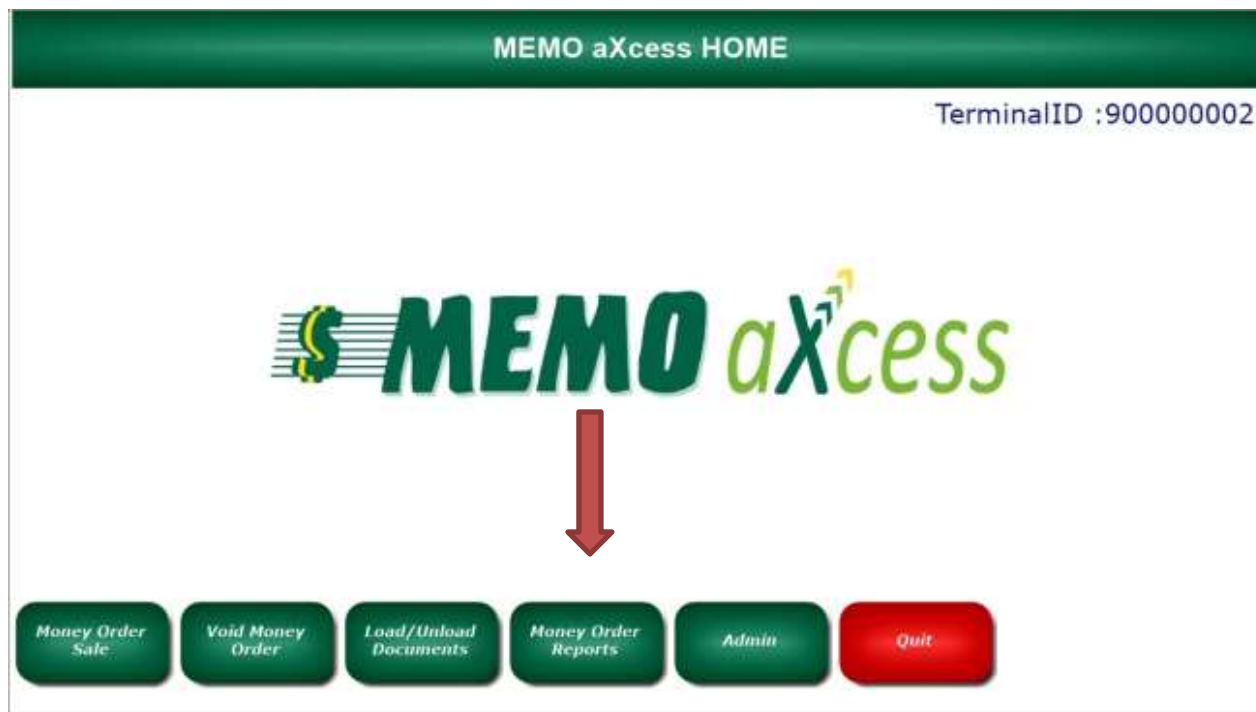 MEMO aXcess HOME
TerminalID :900000002
$ MEMO aXcess
Money Order
Sale
Void Money
Order
Load/Unload
Documents
Money Order
Reports
Admin
Quit